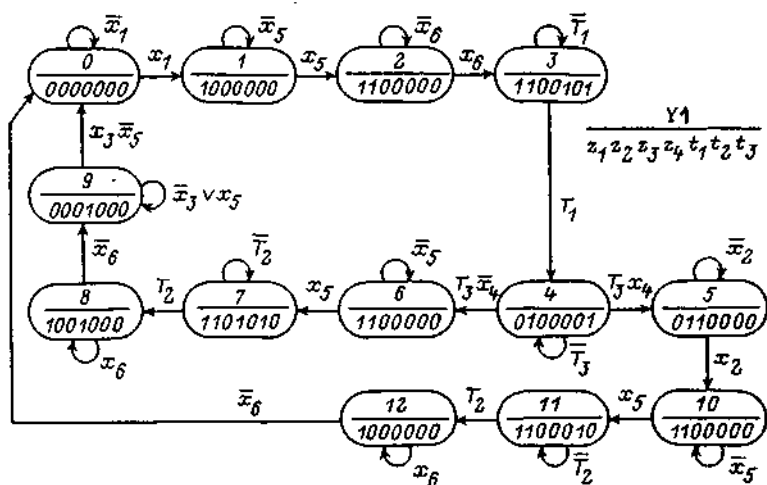 x̄₁ x̄₅ x̄₆ T̄₁
0 x₁ 1 x₅ 2 x₆ 3
0000000 1000000 1100000 1100101
Y1
z₁ z₂ z₃ z₄ t₁ t₂ t₃
x₃ x̄₅
9
0001000 x̄₃ ∨ x₅
T₁
x̄₆ T̄₂ x̄₅ x̄₂
8 T₂ 7 x₅ 6 T₃x̄₄ 4 T₃x₄ 5
1001000 1101010 1100000 0100001 0110000
x₆ T̄₃ x₂
x̄₆ 12 T₂ 11 x₅ 10
1000000 1100010 1100000
x₆ T̄₂ x̄₅